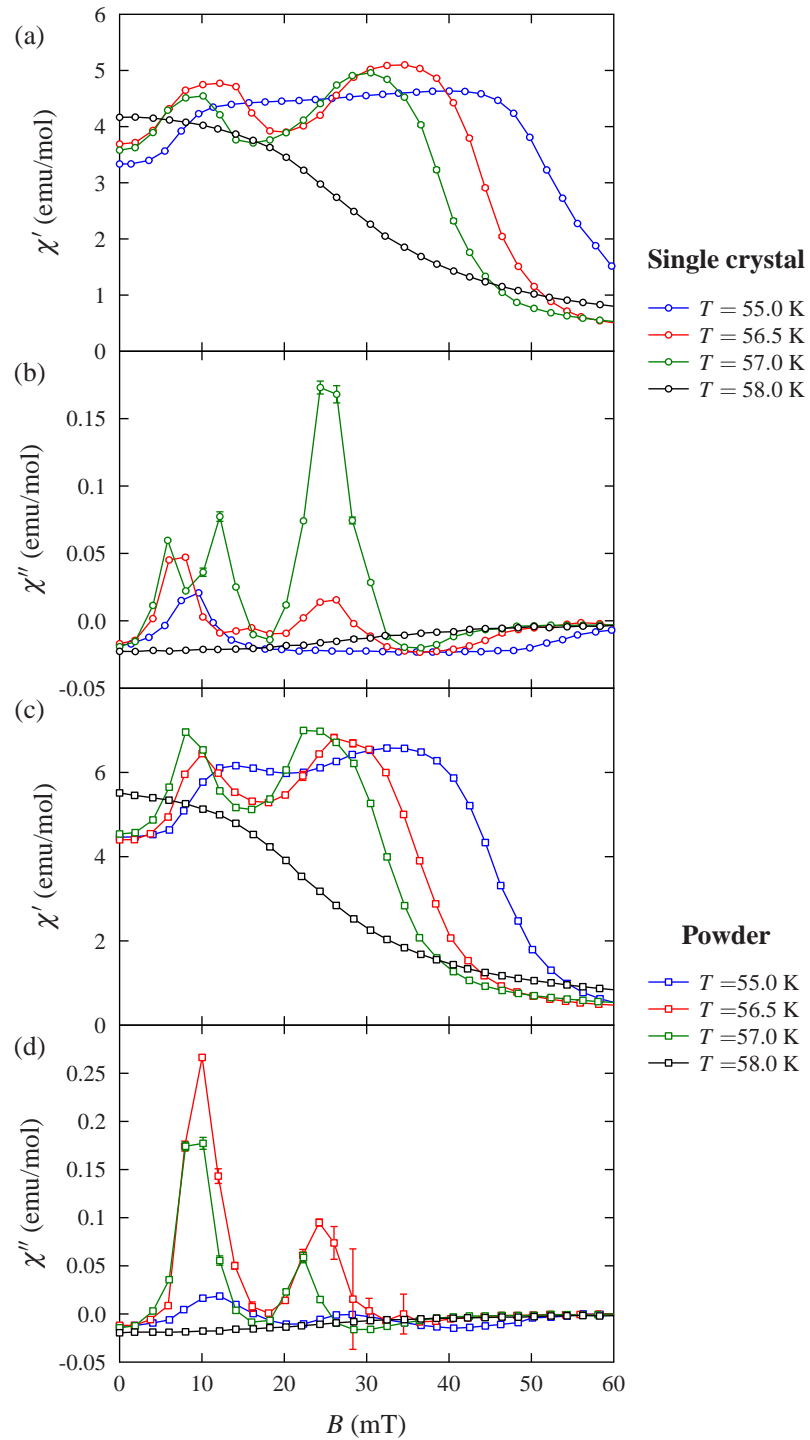 (a)
6
5
4
3
2
1
0
χ′ (emu/mol)
Single crystal
T = 55.0 K
T = 56.5 K
T = 57.0 K
T = 58.0 K
(b)
0.15
0.1
0.05
0.0
-0.05
χ″ (emu/mol)
(c)
6
4
2
0
χ′ (emu/mol)
Powder
T =55.0 K
T =56.5 K
T =57.0 K
T =58.0 K
(d)
0.25
0.2
0.15
0.1
0.05
0.0
-0.05
χ″ (emu/mol)
0 10 20 30 40 50 60
B (mT)